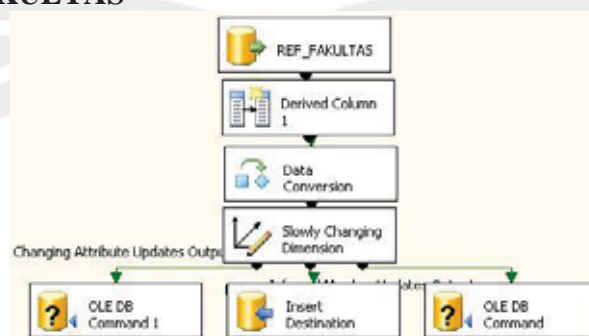 REF_FAKULTAS
Derived Column
1
Data
Conversion
Slowly Changing
Dimension
Changing Attribute Updates Outpu
OLE DB
Command 1
Insert
Destination
OLE DB
Command